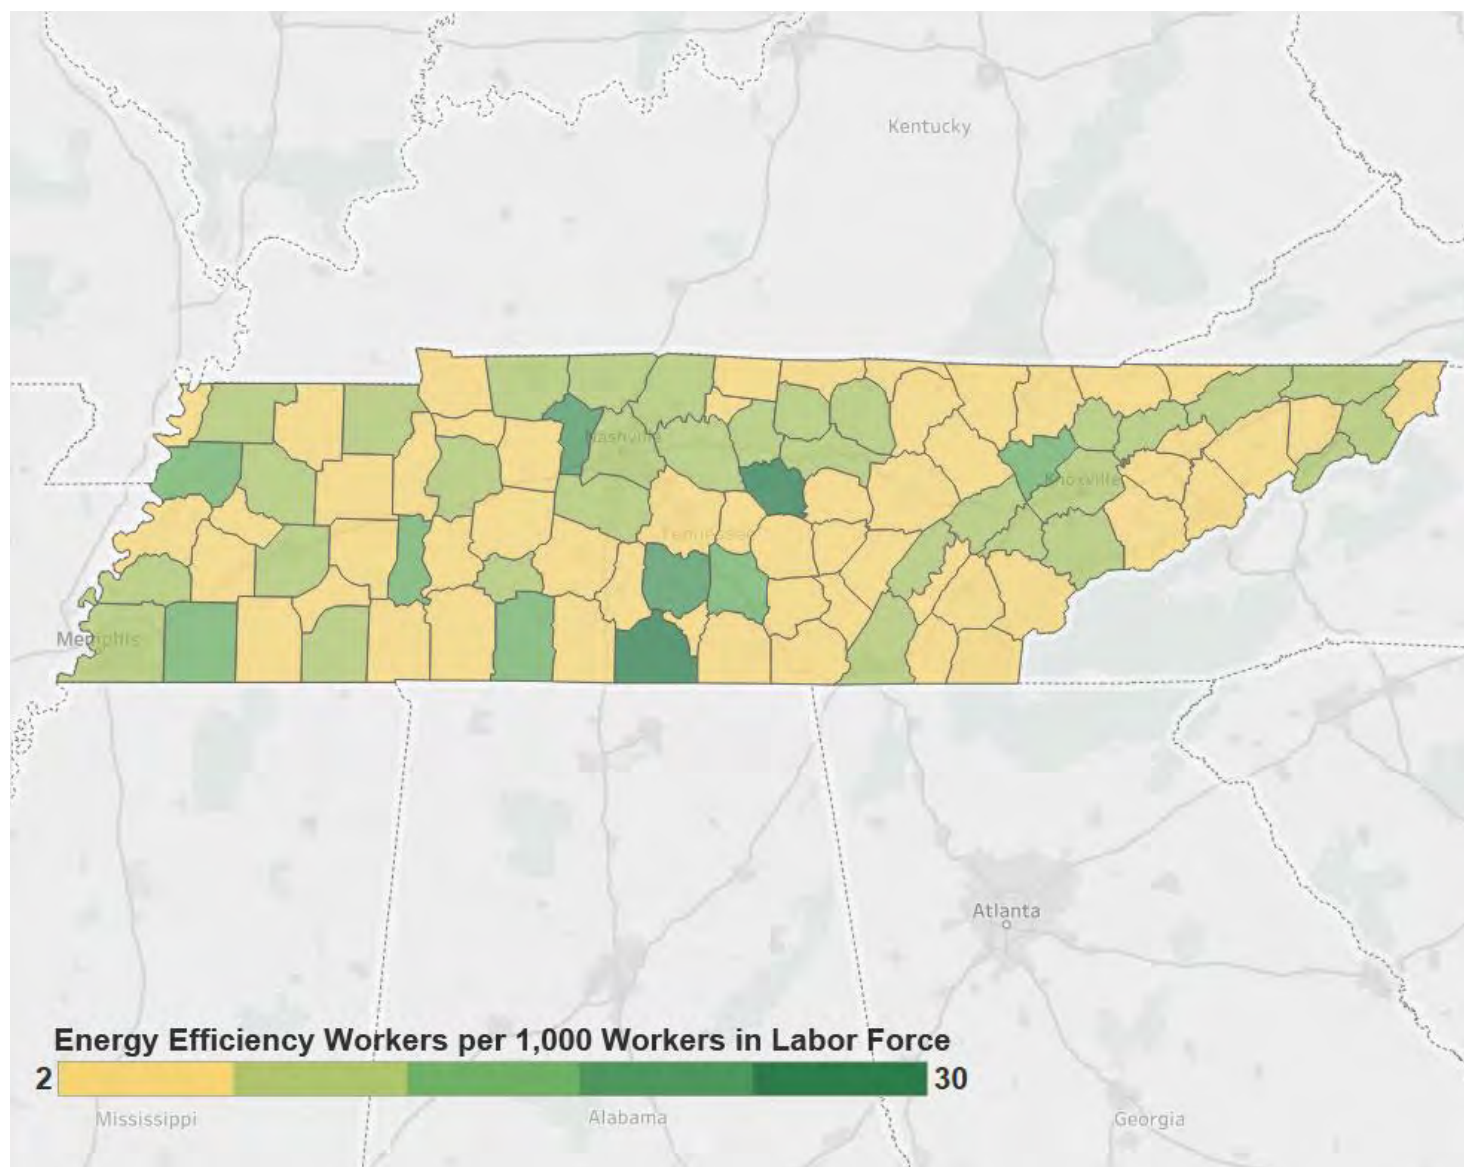 Kentucky
Nashville
Knoxville
Tennessee
Memphis
Atlanta
Energy Efficiency Workers per 1,000 Workers in Labor Force
2 30
Mississippi Alabama Georgia